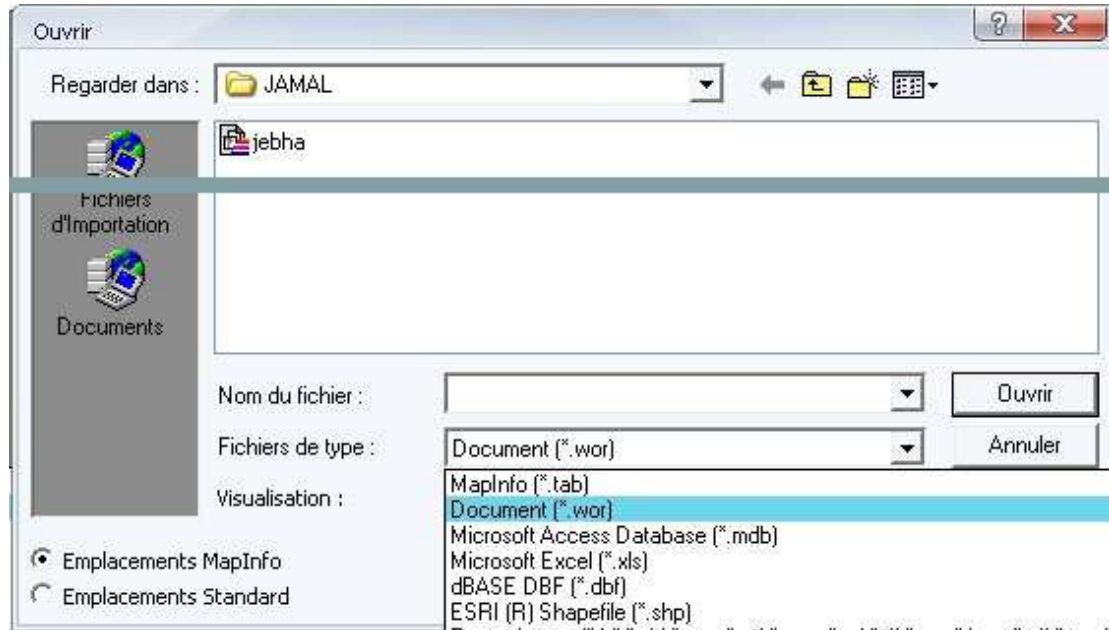 Ouvrir
Regarder dans :
JAMAL
jebha
Fichiers
d'Importation
Documents
Nom du fichier :
Ouvrir
Fichiers de type :
Document (*.wor)
Annuler
Visualisation :
MapInfo (*.tab)
Document (*.wor)
Microsoft Access Database (*.mdb)
Microsoft Excel (*.xls)
dBASE DBF (*.dbf)
ESRI (R) Shapefile (*.shp)
Emplacements MapInfo
Emplacements Standard